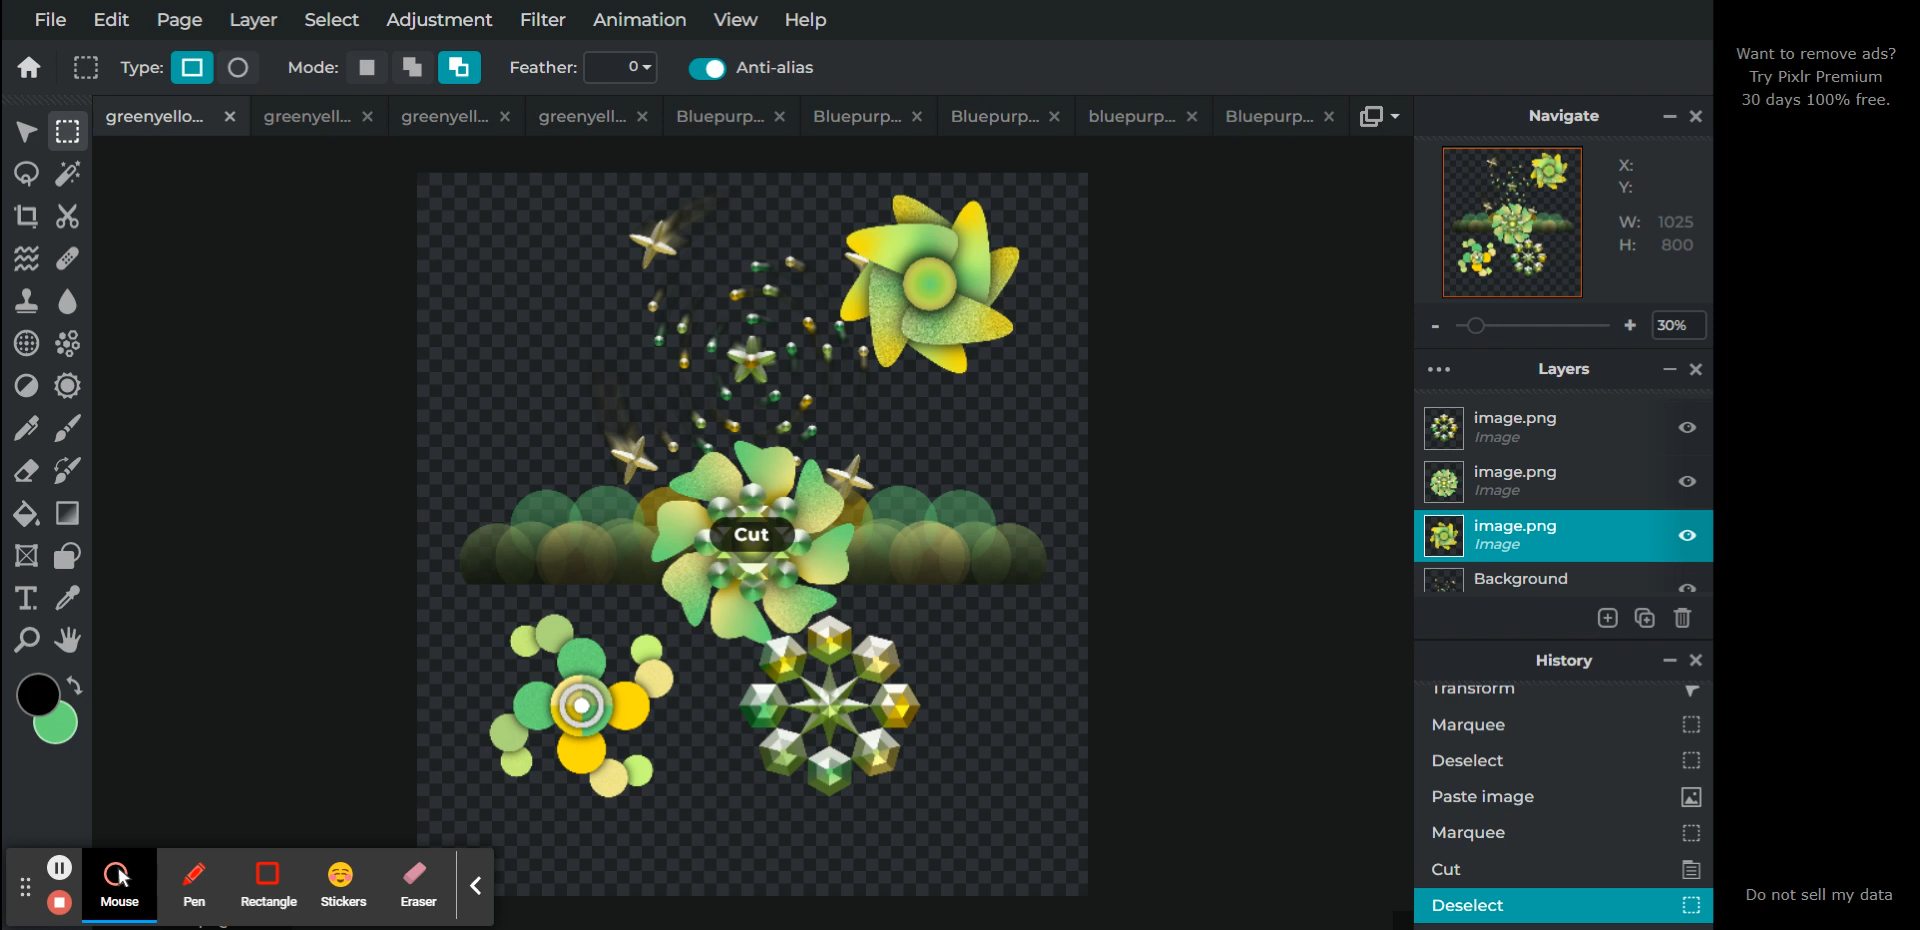 File Edit Page Layer Select Adjustment Filter Animation View Help
Type: Mode: Feather: 0 Anti-alias
greenyello... greenyell... greenyell... greenyell... Bluepurp... Bluepurp... Bluepurp... bluepurp... Bluepurp...
Want to remove ads?
Try Pixlr Premium
30 days 100% free.
Navigate
X:
Y:
W: 1025
H: 800
- + 30%
Layers
image.png
Image
image.png
Image
image.png
Image
Background
Cut
History
Transform
Marquee
Deselect
Paste image
Marquee
Cut
Deselect
Mouse Pen Rectangle Stickers Eraser
Do not sell my data